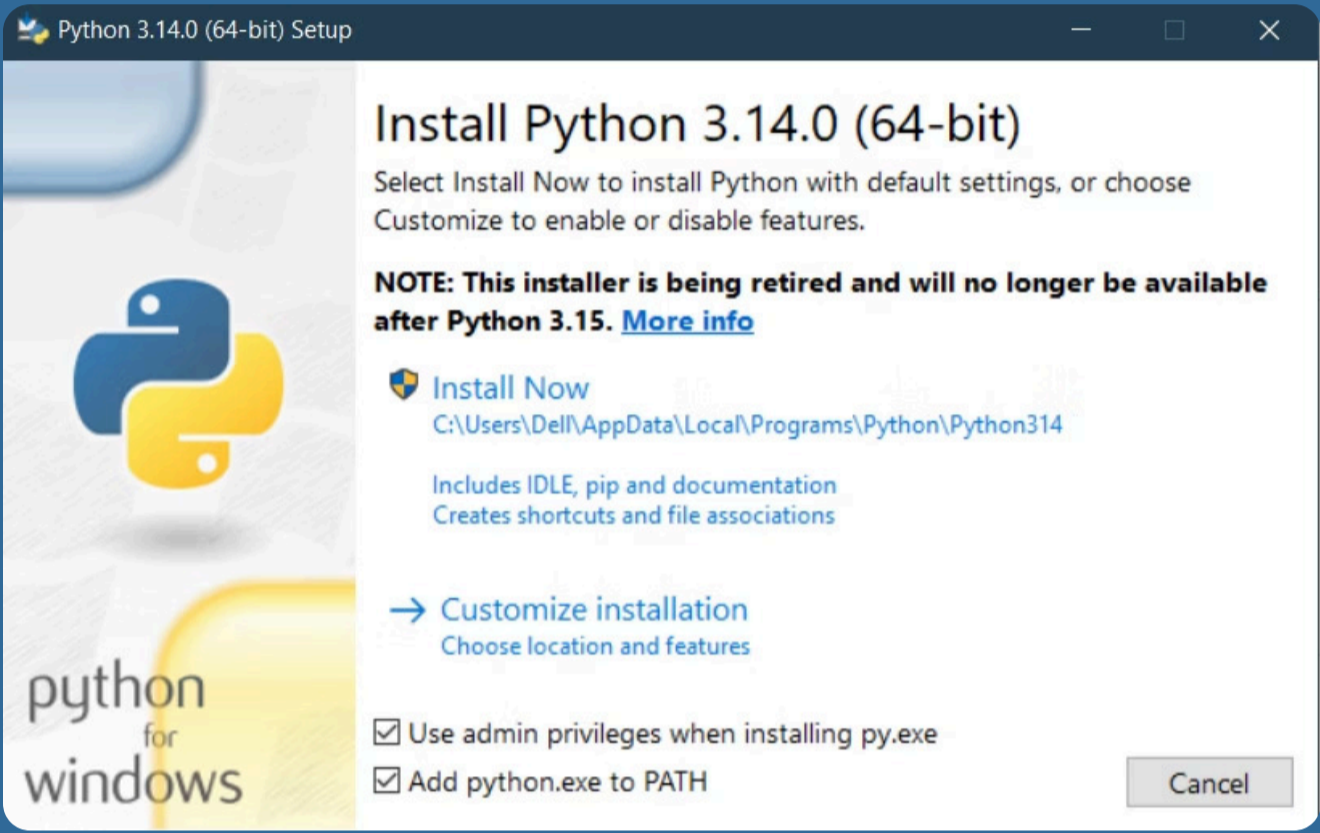 Python 3.14.0 (64-bit) Setup
Install Python 3.14.0 (64-bit)
Select Install Now to install Python with default settings, or choose
Customize to enable or disable features.
NOTE: This installer is being retired and will no longer be available
after Python 3.15. More info
Install Now
C:\Users\Dell\AppData\Local\Programs\Python\Python314
Includes IDLE, pip and documentation
Creates shortcuts and file associations
Customize installation
Choose location and features
python
for
windows
Use admin privileges when installing py.exe
Add python.exe to PATH
Cancel